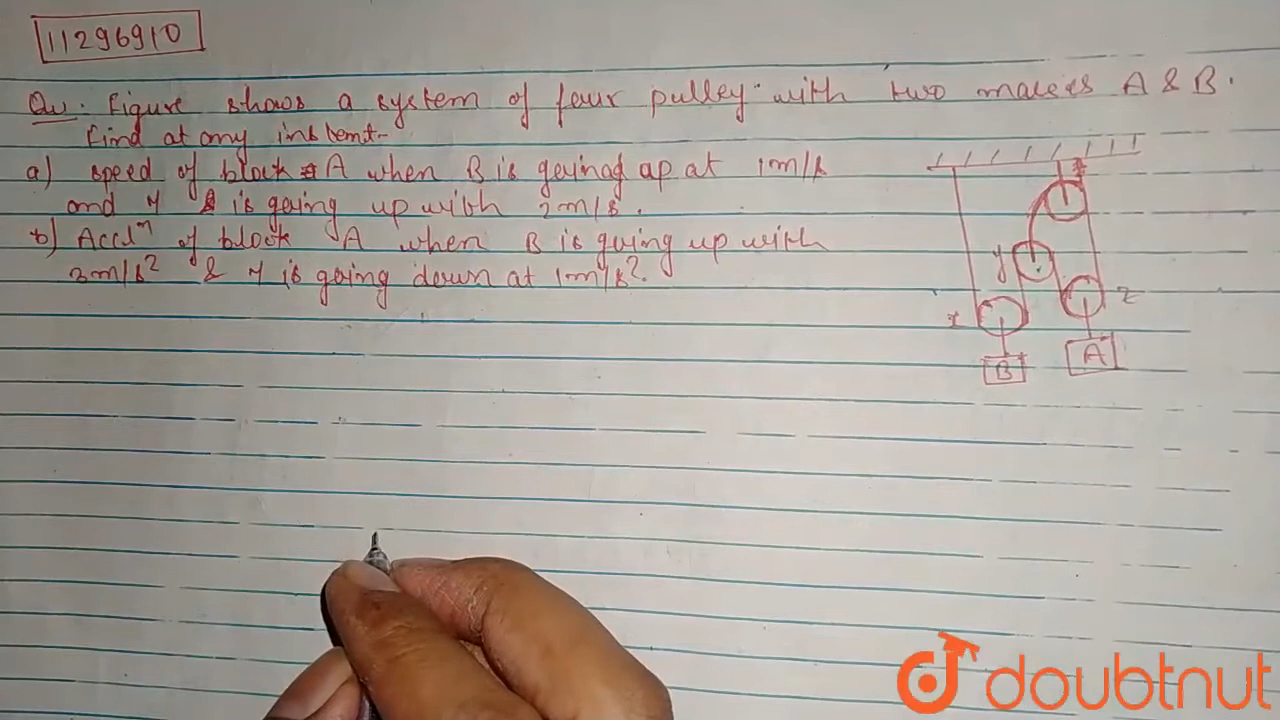 11296910
Qu. Figure shows a system of four pulley with two masses A & B.
Find at any instant-
a) speed of block A when B is going up at 1m/s
and y is going up with 2m/s.
b) Accelⁿ of block A when B is going up with
3m/s² & y is going down at 1m/s².
y
x
z
B
A
doubtnut